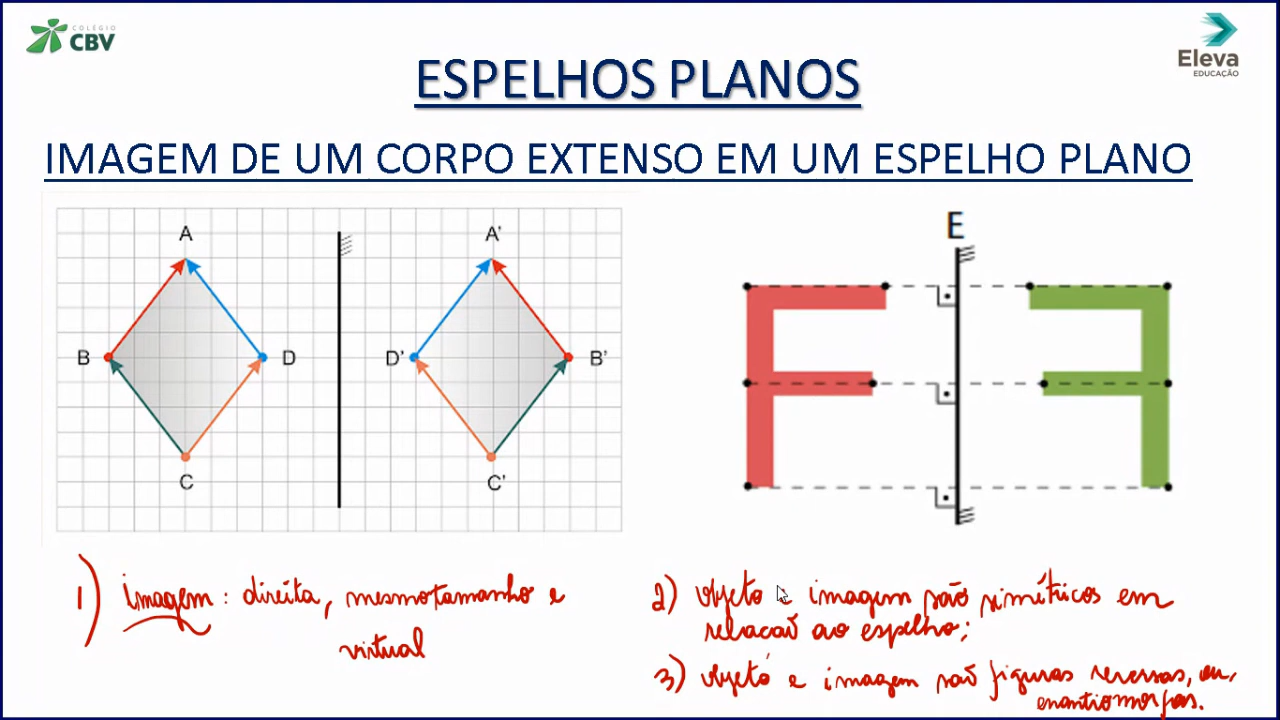 COLÉGIO
CBV
Eleva
EDUCAÇÃO
ESPELHOS PLANOS
IMAGEM DE UM CORPO EXTENSO EM UM ESPELHO PLANO
A
A'
B
D
D'
B'
C
C'
E
1) imagem: direita, mesmo tamanho e
virtual
2) objeto e imagem são simétricos em
relação ao espelho;
3) objeto e imagem são figuras reversas, ou,
enantiomorfas.